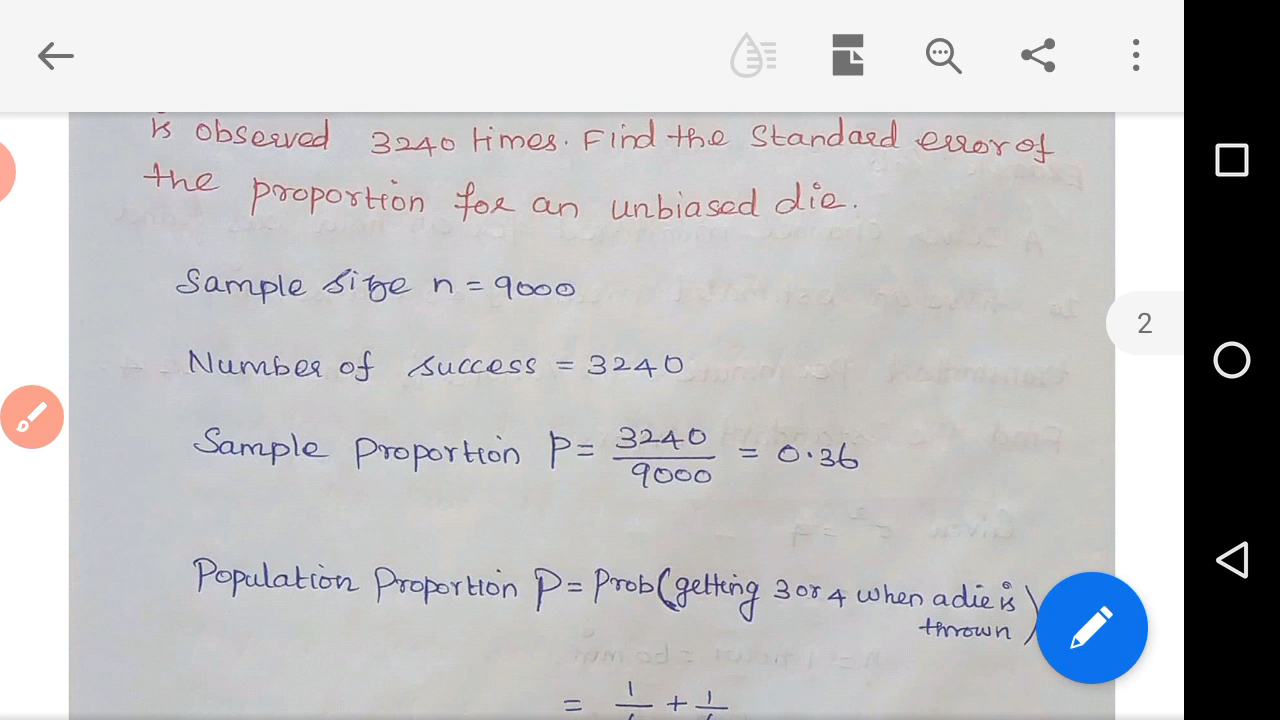 is observed 3240 times. Find the Standard error of
the proportion for an unbiased die.
Sample size n = 9000
Number of success = 3240
Sample Proportion p = 3240/9000 = 0.36
2
Population Proportion P = Prob(getting 3 or 4 when a die is
thrown)
= 1/ + 1/